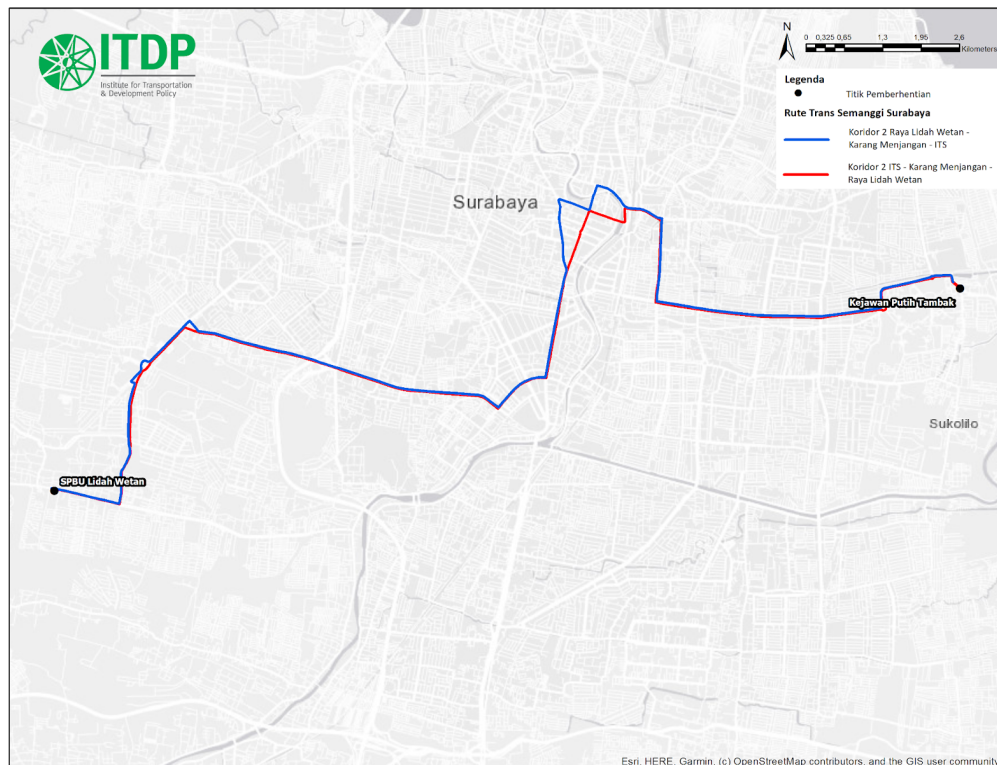 ITDP
Institute for Transportation
& Development Policy
N
0 0,325 0,65 1,3 1,95 2,6
Kilometers
Legenda
Titik Pemberhentian
Rute Trans Semanggi Surabaya
Koridor 2 Raya Lidah Wetan -
Karang Menjangan - ITS
Koridor 2 ITS - Karang Menjangan -
Raya Lidah Wetan
Surabaya
Kejawan Putih Tambak
Sukolilo
SPBU Lidah Wetan
Esri, HERE, Garmin, (c) OpenStreetMap contributors, and the GIS user community